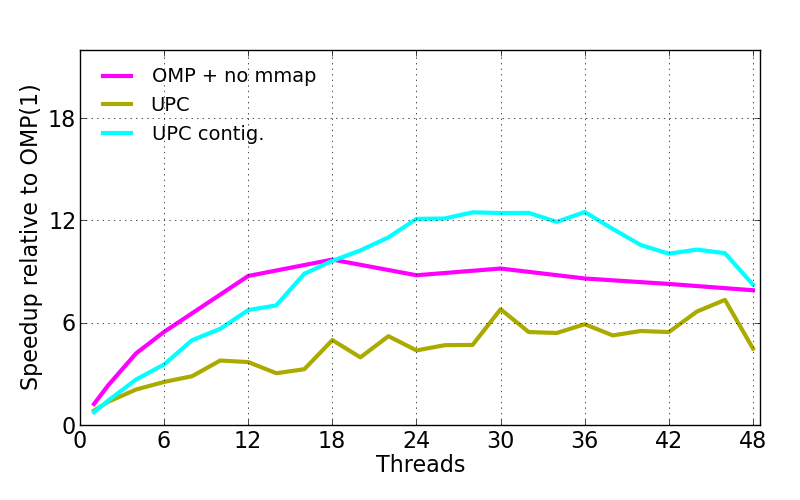 OMP + no mmap
UPC
UPC contig.
Speedup relative to OMP(1)
18
12
6
0
0 6 12 18 24 30 36 42 48
Threads